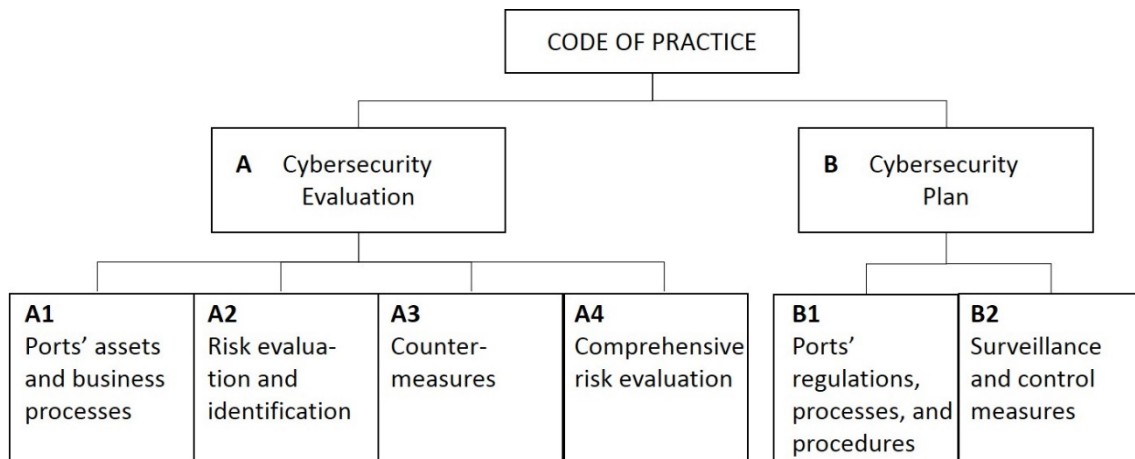 CODE OF PRACTICE
A Cybersecurity
Evaluation
B Cybersecurity
Plan
A1
Ports’ assets
and business
processes
A2
Risk evalua-
tion and
identification
A3
Counter-
measures
A4
Comprehensive
risk evaluation
B1
Ports’
regulations,
processes, and
procedures
B2
Surveillance
and control
measures